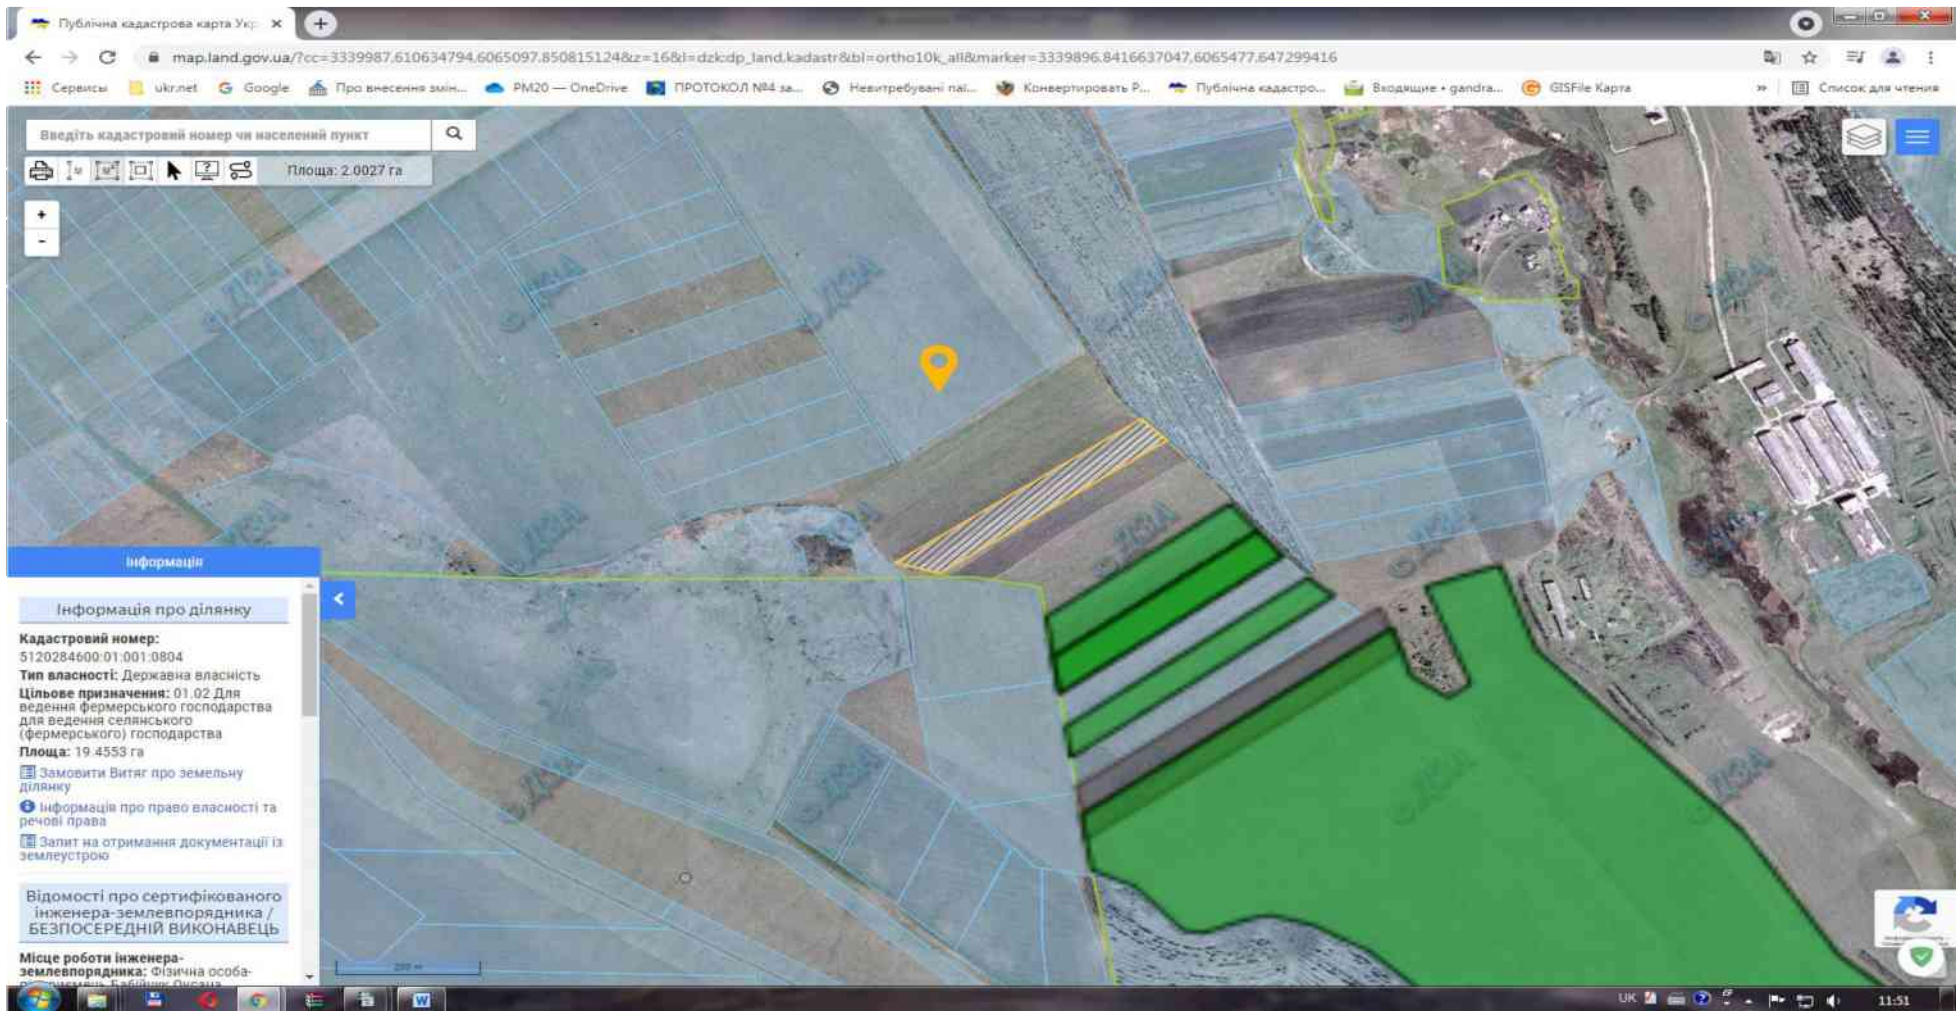 Публічна кадастрова карта Укр
map.land.gov.ua/?cc=3339987.610634794,6065097.850815124&z=16&l=dzk:dp_land,kadastr&bl=ortho10k_all&marker=3339896.8416637047,6065477.647299416
Сервисы ukr.net Google Про внесення змін... PM20 — OneDrive ПРОТОКОЛ №4 за... Невитребувані паї... Конвертировать P... Публічна кадастро... Входящие • gandra... GISFile Карта » Список для чтения
Введіть кадастровий номер чи населений пункт
Площа: 2.0027 га
+
-
© ДЗА
Інформація
Інформація про ділянку
Кадастровий номер:
5120284600:01:001:0804
Тип власності: Державна власність
Цільове призначення: 01.02 Для
ведення фермерського господарства
для ведення селянського
(фермерського) господарства
Площа: 19.4553 га
Замовити Витяг про земельну
ділянку
Інформація про право власності та
речові права
Запит на отримання документації із
землеустрою
Відомості про сертифікованого
інженера-землевпорядника /
БЕЗПОСЕРЕДНІЙ ВИКОНАВЕЦЬ
Місце роботи інженера-
землевпорядника: Фізична особа-
200 м
UK 11:51